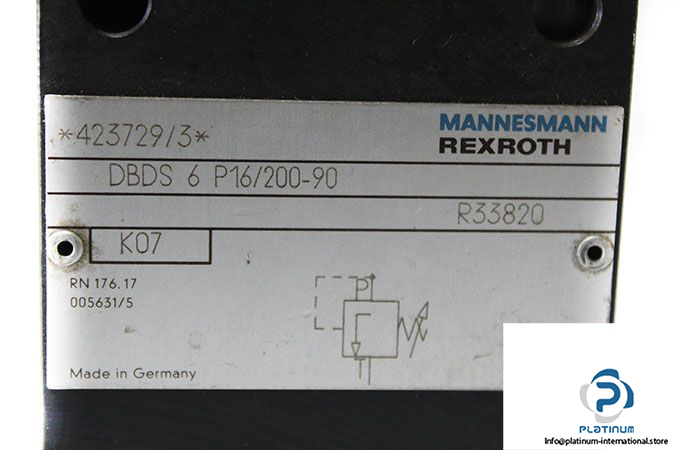 *423729/3*
MANNESMANN
REXROTH
DBDS 6 P16/200-90
R33820
K07
RN 176.17
005631/5
P
T
Made in Germany
PLATINUM
Info@platinum-international.store